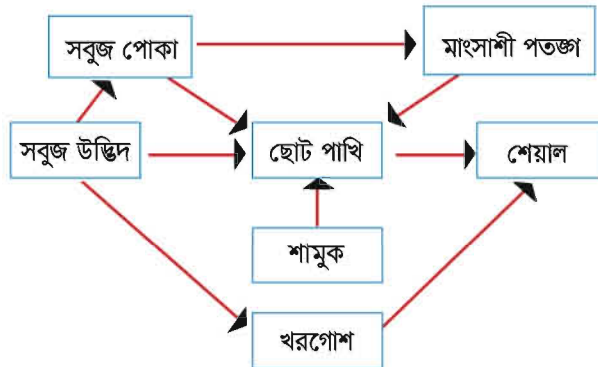 সবুজ পোকা
মাংসাশী পতঙ্গ
সবুজ উদ্ভিদ
ছোট পাখি
শেয়াল
শামুক
খরগোশ